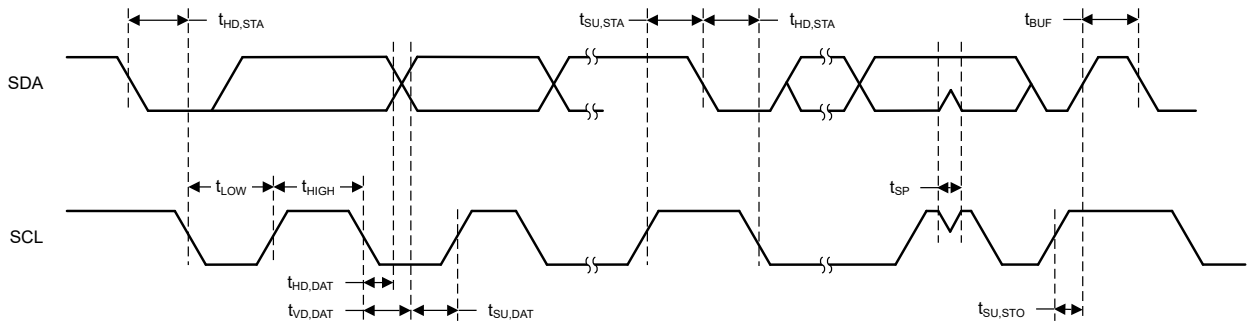 tHD,STA
tSU,STA
tHD,STA
tBUF
SDA
tLOW
tHIGH
tSP
SCL
tHD,DAT
tVD,DAT
tSU,DAT
tSU,STO